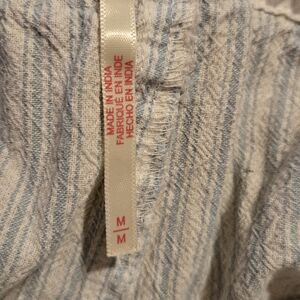 MADE IN INDIA
FABRIQUÉ EN INDE
HECHO EN INDIA
M
M